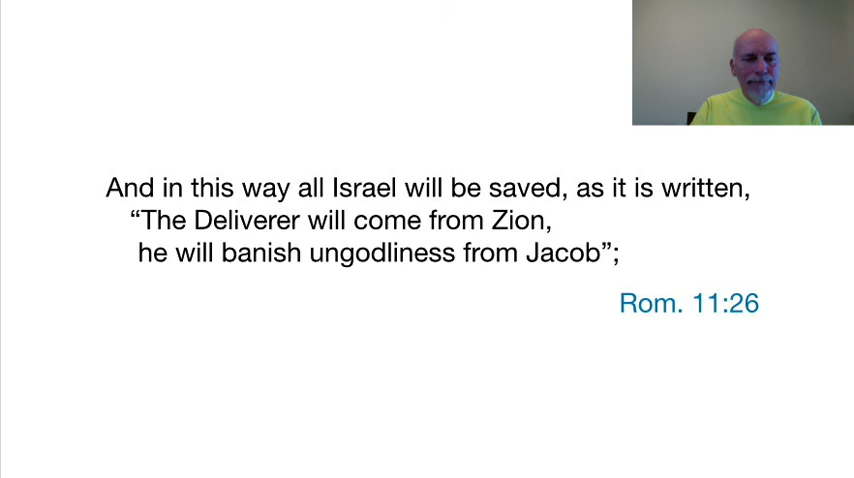 And in this way all Israel will be saved, as it is written,
“The Deliverer will come from Zion,
he will banish ungodliness from Jacob”;
Rom. 11:26